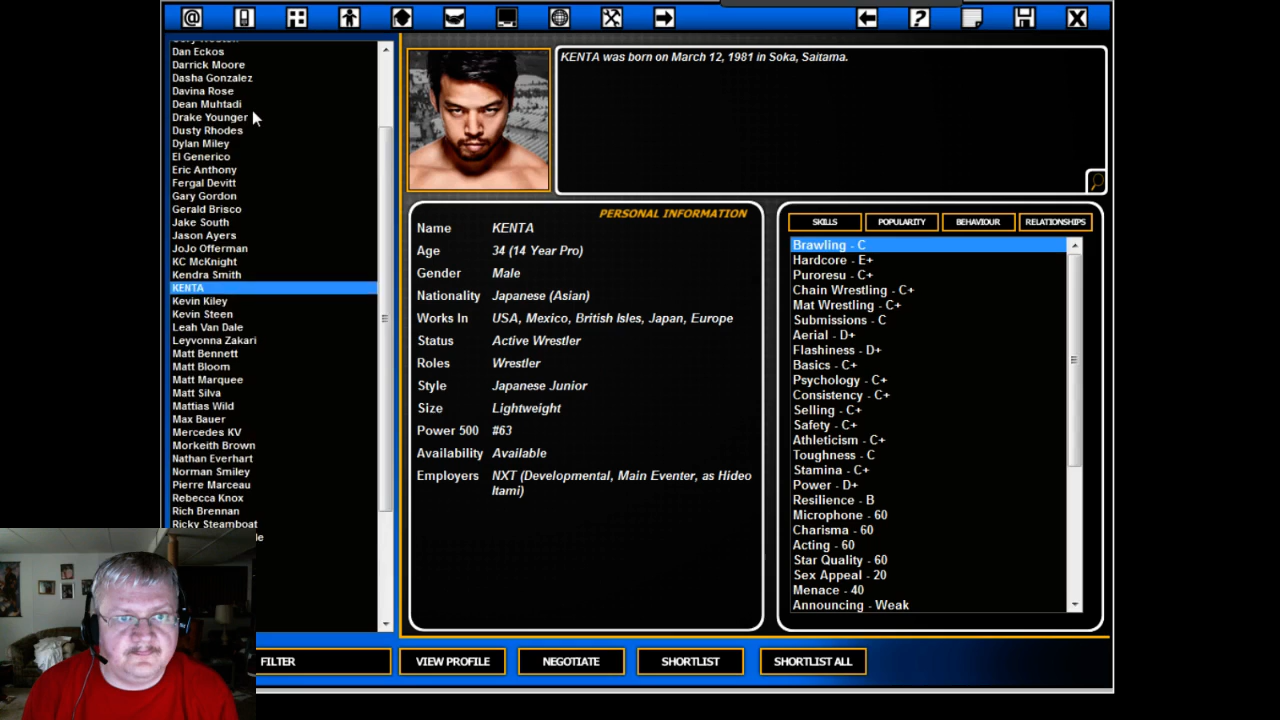 Dan Eckos
Darrick Moore
Dasha Gonzalez
Davina Rose
Dean Muhtadi
Drake Younger
Dusty Rhodes
Dylan Miley
El Generico
Eric Anthony
Fergal Devitt
Gary Gordon
Gerald Brisco
Jake South
Jason Ayers
JoJo Offerman
KC McKnight
Kendra Smith
KENTA
Kevin Kiley
Kevin Steen
Leah Van Dale
Leyvonna Zakari
Matt Bennett
Matt Bloom
Matt Marquee
Matt Silva
Mattias Wild
Max Bauer
Mercedes KV
Morkeith Brown
Nathan Everhart
Norman Smiley
Pierre Marceau
Rebecca Knox
Rich Brennan
Ricky Steamboat
FILTER
KENTA was born on March 12, 1981 in Soka, Saitama.
PERSONAL INFORMATION
Name KENTA
Age 34 (14 Year Pro)
Gender Male
Nationality Japanese (Asian)
Works In USA, Mexico, British Isles, Japan, Europe
Status Active Wrestler
Roles Wrestler
Style Japanese Junior
Size Lightweight
Power 500 #63
Availability Available
Employers NXT (Developmental, Main Eventer, as Hideo
Itami)
SKILLS POPULARITY BEHAVIOUR RELATIONSHIPS
Brawling - C
Hardcore - E+
Puroresu - C+
Chain Wrestling - C+
Mat Wrestling - C+
Submissions - C
Aerial - D+
Flashiness - D+
Basics - C+
Psychology - C+
Consistency - C+
Selling - C+
Safety - C+
Athleticism - C+
Toughness - C
Stamina - C+
Power - D+
Resilience - B
Microphone - 60
Charisma - 60
Acting - 60
Star Quality - 60
Sex Appeal - 20
Menace - 40
Announcing - Weak
VIEW PROFILE NEGOTIATE SHORTLIST SHORTLIST ALL